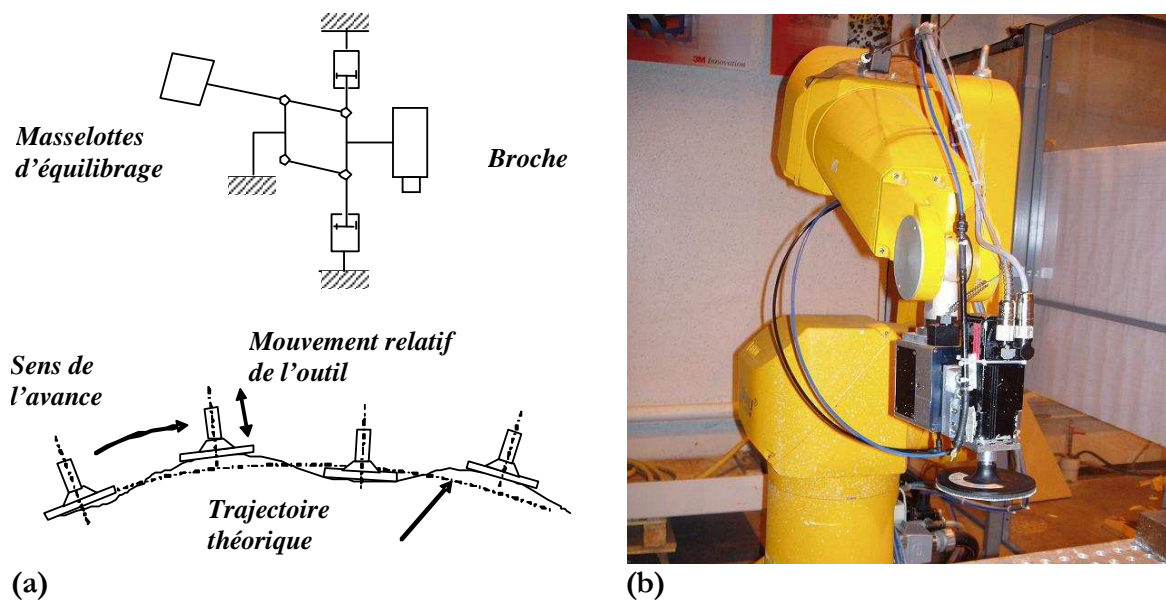 Masselottes
d'équilibrage
Broche
Sens de
l'avance
Mouvement relatif
de l'outil
Trajectoire
théorique
(a)
3M Innovation
(b)